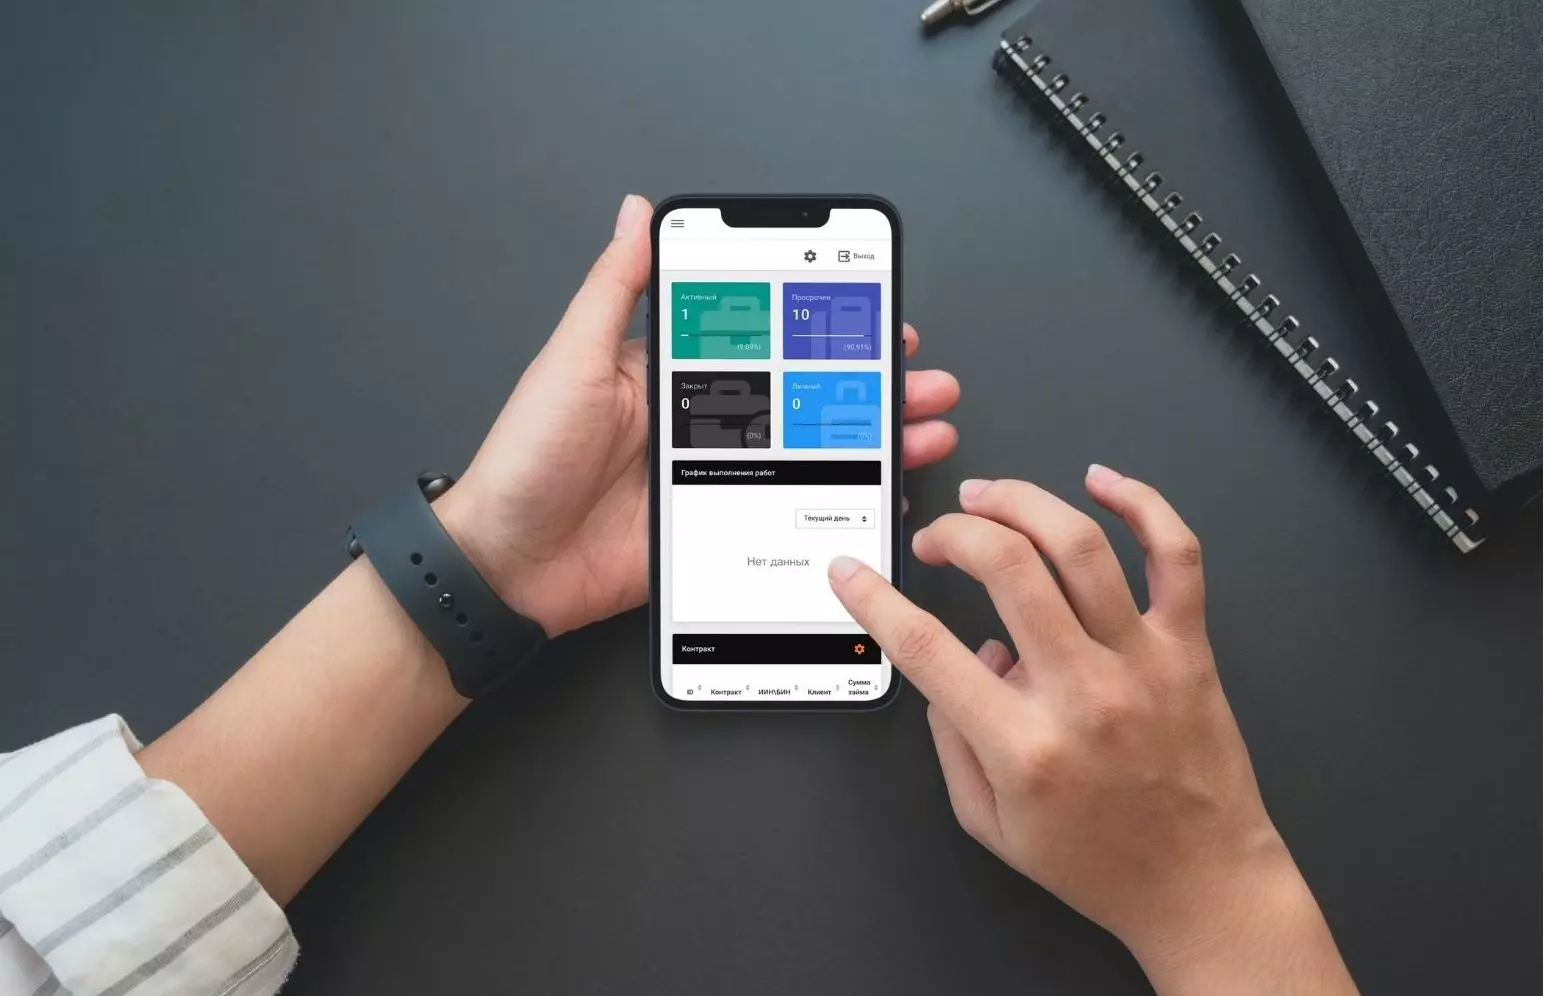 Выход
Активный
1
(9.09%)
Просрочен
10
(90.91%)
Закрыт
0
(0%)
Личный
0
(0%)
График выполнения работ
Текущий день
Нет данных
Контракт
ID Контракт ИИН\БИН Клиент Сумма займа